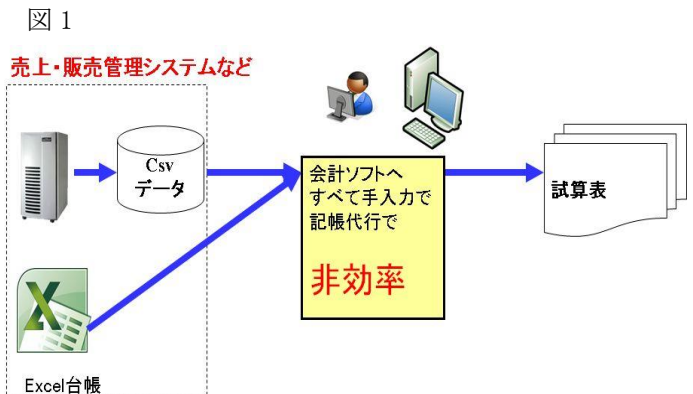 図1
売上・販売管理システムなど
Csv
データ
会計ソフトへ
すべて手入力で
記帳代行で
非効率
試算表
Excel台帳